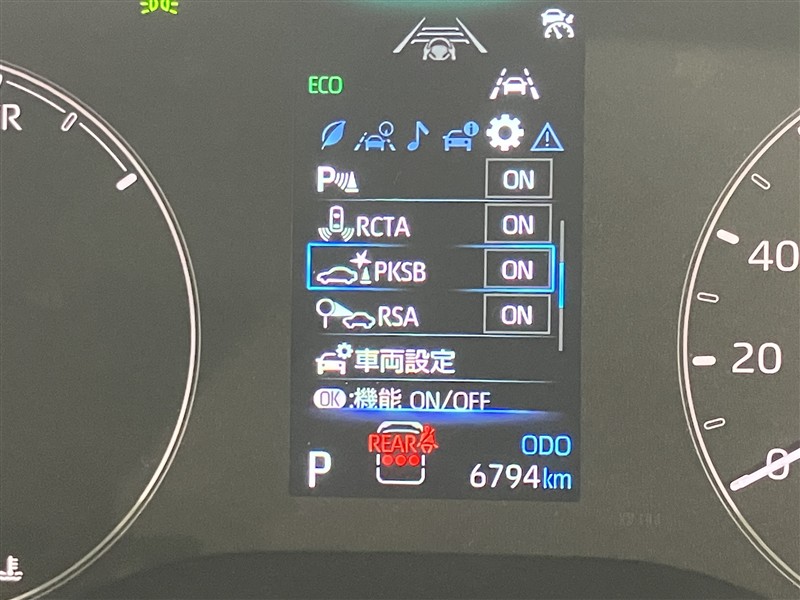 ECO
R
P ON
RCTA ON
PKSB ON
RSA ON
車両設定
OK :機能 ON/OFF
REAR
ODO
P
6794km
40
20
0